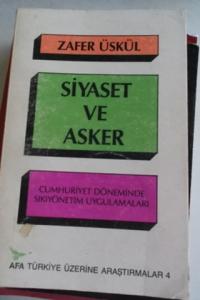 ZAFER ÜSKÜL
SİYASET
VE
ASKER
CUMHURİYET DÖNEMİNDE
SIKIYÖNETİM UYGULAMALARI
AFA TÜRKİYE ÜZERİNE ARAŞTIRMALAR 4